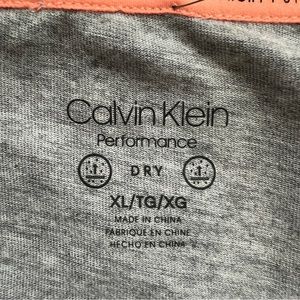 Calvin Klein
Performance
DRY
XL/TG/XG
MADE IN CHINA
FABRIQUÉ EN CHINE
HECHO EN CHINA